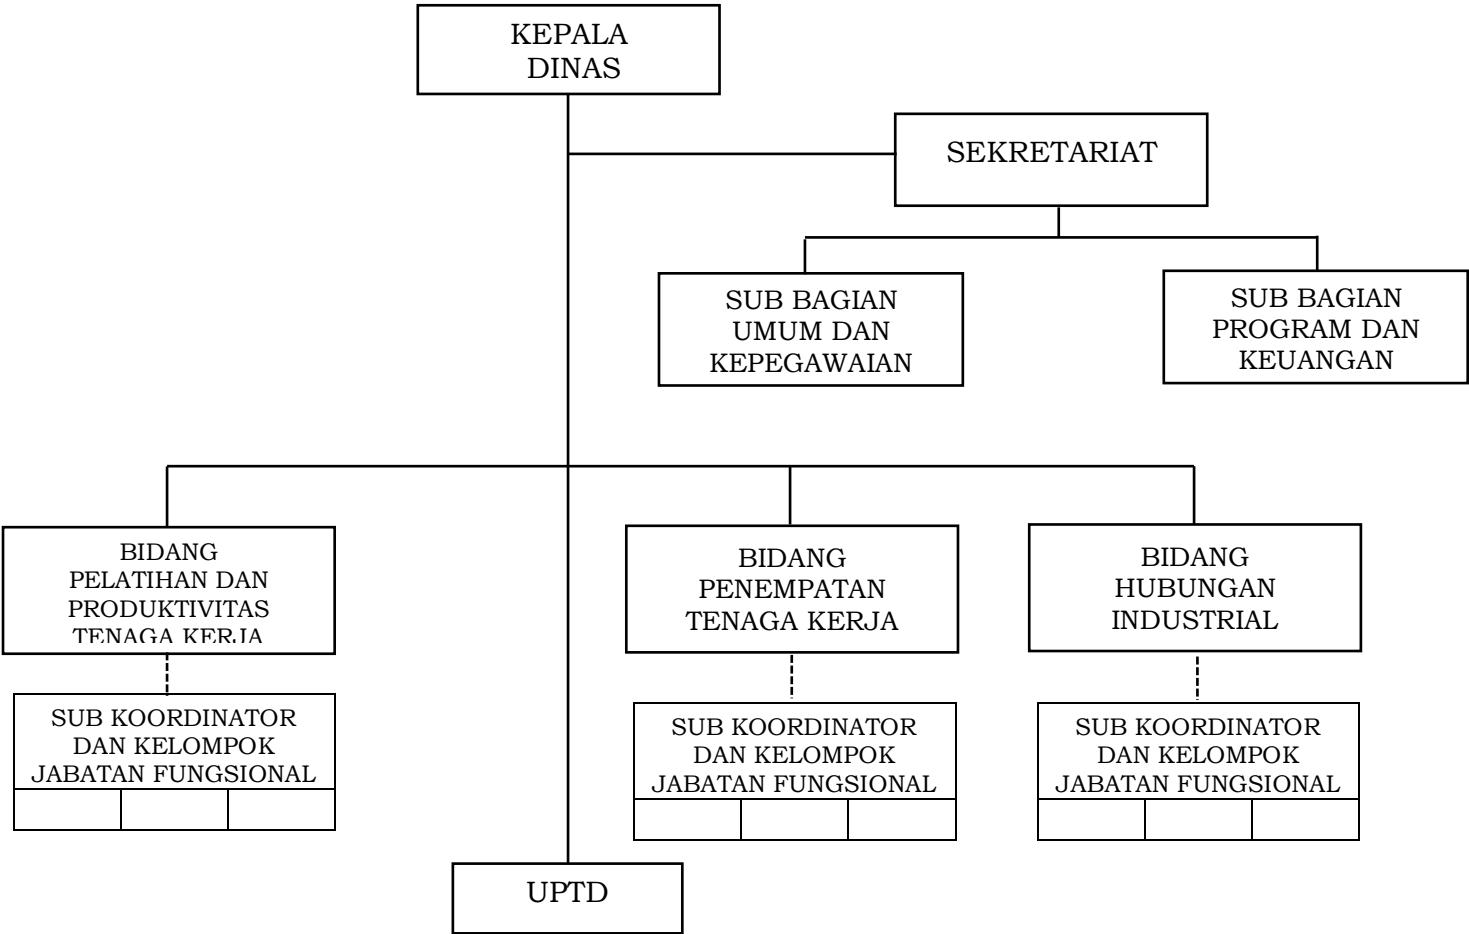 KEPALA
DINAS
SEKRETARIAT
SUB BAGIAN
UMUM DAN
KEPEGAWAIAN
SUB BAGIAN
PROGRAM DAN
KEUANGAN
BIDANG
PELATIHAN DAN
PRODUKTIVITAS
TENAGA KERJA
BIDANG
PENEMPATAN
TENAGA KERJA
BIDANG
HUBUNGAN
INDUSTRIAL
SUB KOORDINATOR
DAN KELOMPOK
JABATAN FUNGSIONAL
SUB KOORDINATOR
DAN KELOMPOK
JABATAN FUNGSIONAL
SUB KOORDINATOR
DAN KELOMPOK
JABATAN FUNGSIONAL
UPTD